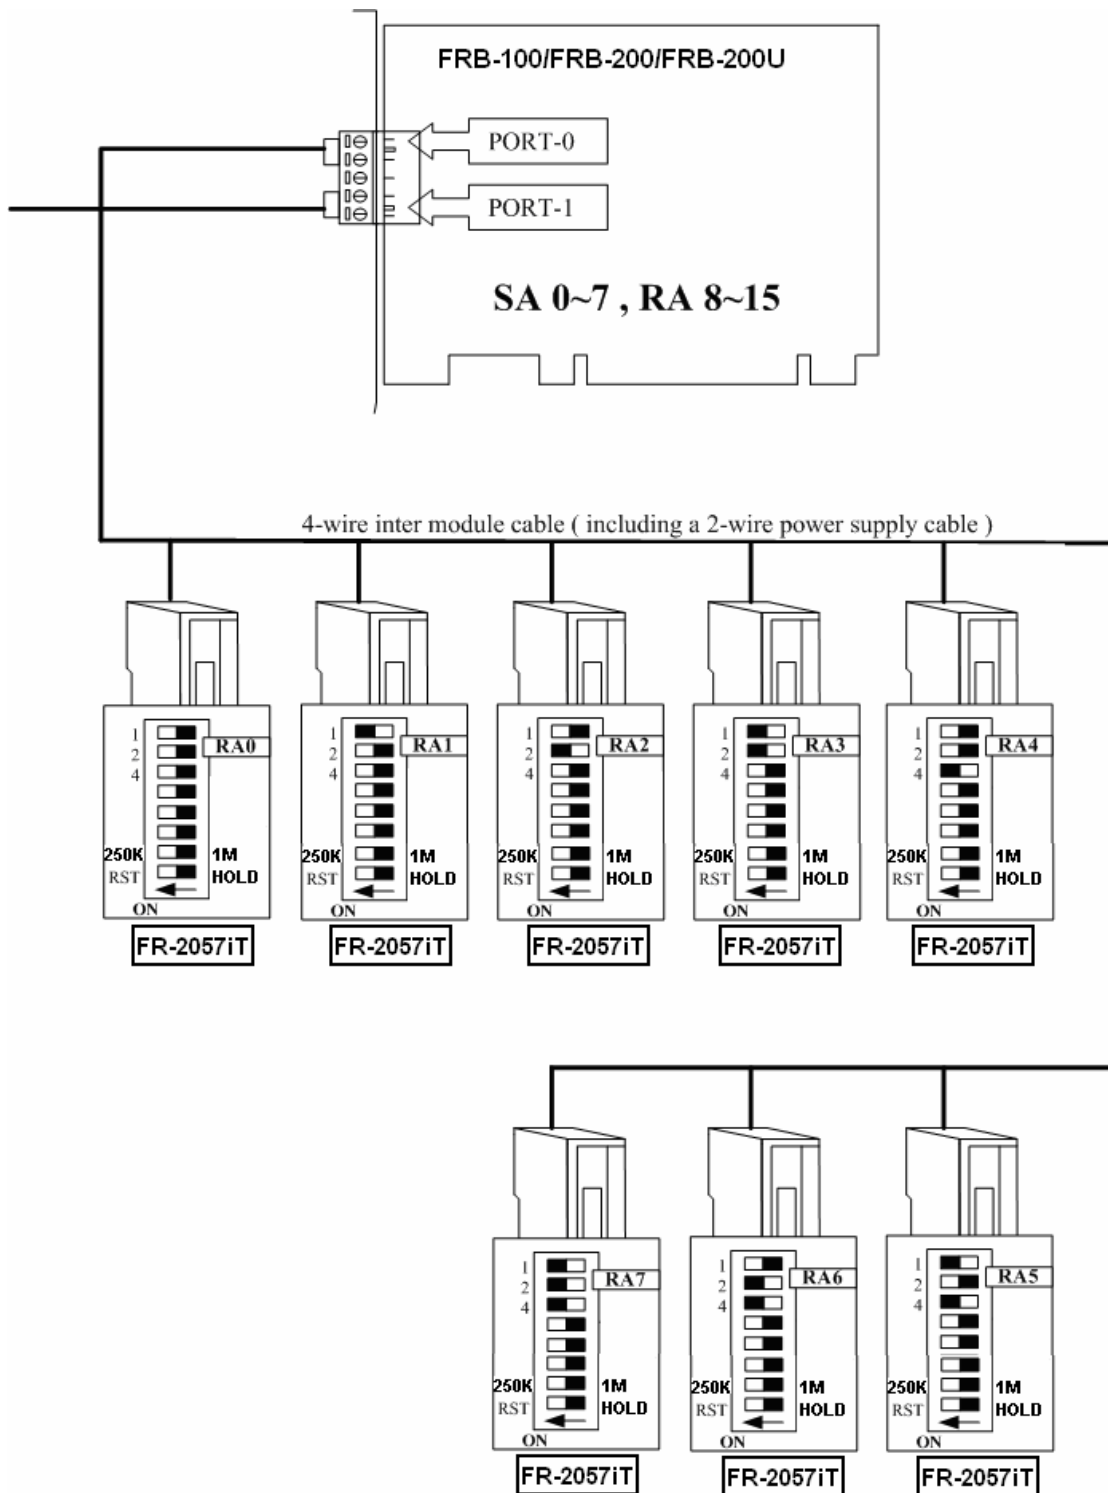 FRB-100/FRB-200/FRB-200U
PORT-0
PORT-1
SA 0~7 , RA 8~15
4-wire inter module cable ( including a 2-wire power supply cable )
1
2
4
RA0
250K
1M
RST
HOLD
ON
FR-2057iT
1
2
4
RA1
250K
1M
RST
HOLD
ON
FR-2057iT
1
2
4
RA2
250K
1M
RST
HOLD
ON
FR-2057iT
1
2
4
RA3
250K
1M
RST
HOLD
ON
FR-2057iT
1
2
4
RA4
250K
1M
RST
HOLD
ON
FR-2057iT
1
2
4
RA7
250K
1M
RST
HOLD
ON
FR-2057iT
1
2
4
RA6
250K
1M
RST
HOLD
ON
FR-2057iT
1
2
4
RA5
250K
1M
RST
HOLD
ON
FR-2057iT